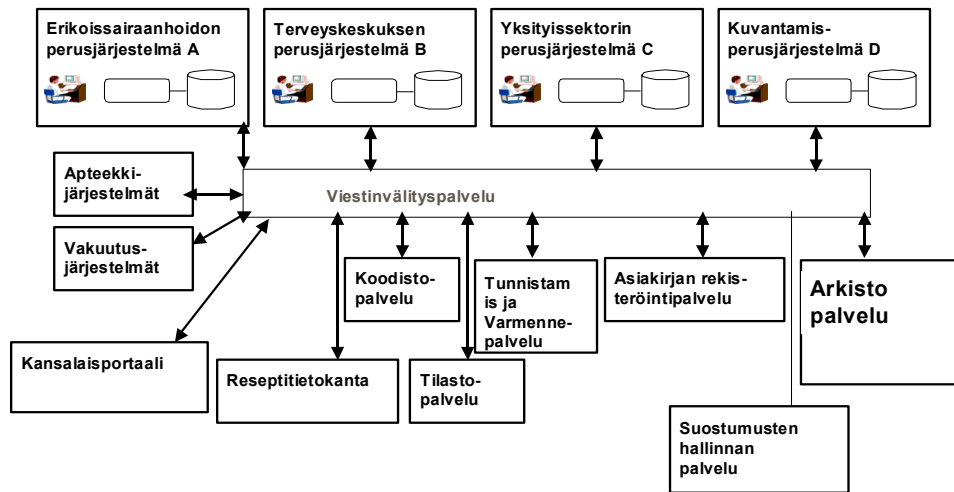 Erikoissairaanhoidon
perusjärjestelmä A
Terveyskeskuksen
perusjärjestelmä B
Yksityissektorin
perusjärjestelmä C
Kuvantamis-
perusjärjestelmä D
Apteekki-
järjestelmät
Viestinvälityspalvelu
Vakuutus-
järjestelmät
Koodisto-
palvelu
Tunnistam
is ja
Varmenne-
palvelu
Asiakirjan rekis-
teröintipalvelu
Arkisto
palvelu
Kansalaisportaali
Reseptitietokanta
Tilasto-
palvelu
Suostumusten
hallinnan
palvelu